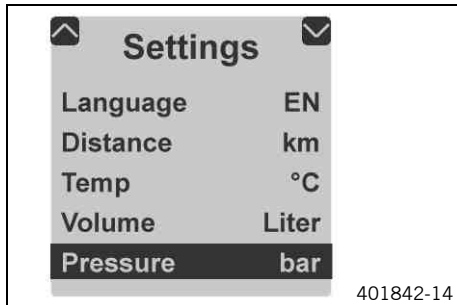 Settings
Language EN
Distance km
Temp °C
Volume Liter
Pressure bar
401842-14